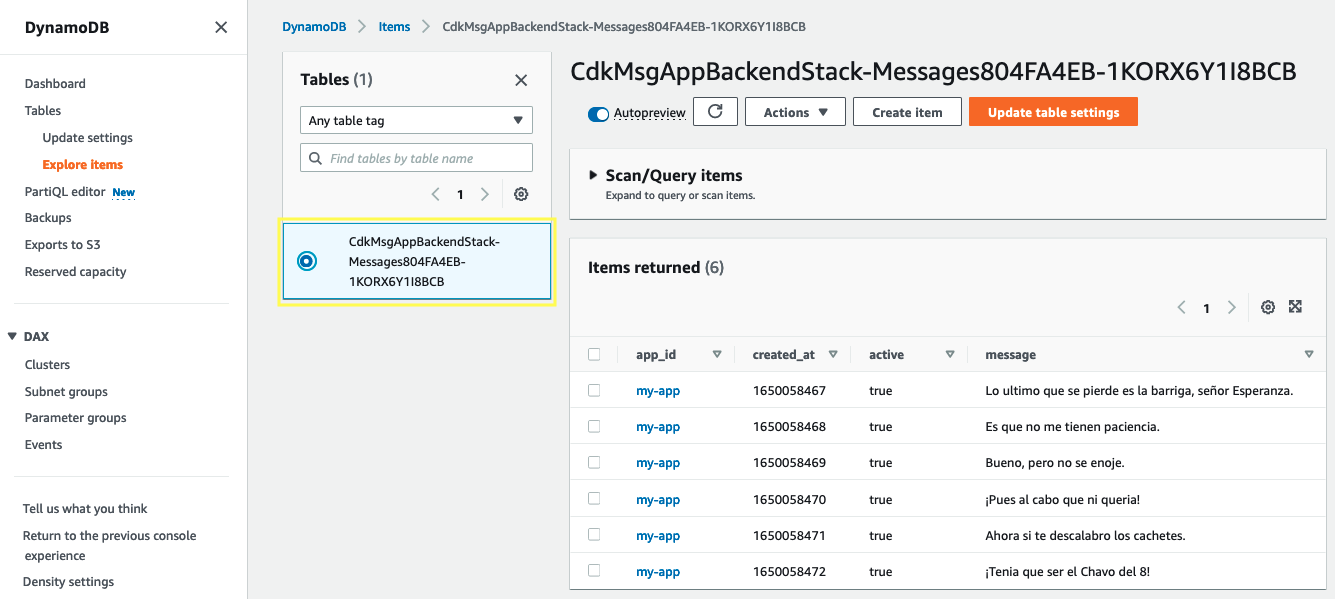 DynamoDB
Dashboard
Tables
Update settings
Explore items
PartiQL editor New
Backups
Exports to S3
Reserved capacity
DAX
Clusters
Subnet groups
Parameter groups
Events
Tell us what you think
Return to the previous console
experience
Density settings
DynamoDB Items CdkMsgAppBackendStack-Messages804FA4EB-1KORX6Y1I8BCB
Tables (1)
Any table tag
Find tables by table name
1
CdkMsgAppBackendStack-
Messages804FA4EB-
1KORX6Y1I8BCB
CdkMsgAppBackendStack-Messages804FA4EB-1KORX6Y1I8BCB
Autopreview Actions Create item Update table settings
Scan/Query items
Expand to query or scan items.
Items returned (6)
1
app_id created_at active message
my-app 1650058467 true Lo ultimo que se pierde es la barriga, señor Esperanza.
my-app 1650058468 true Es que no me tienen paciencia.
my-app 1650058469 true Bueno, pero no se enoje.
my-app 1650058470 true ¡Pues al cabo que ni queria!
my-app 1650058471 true Ahora si te descalabro los cachetes.
my-app 1650058472 true ¡Tenia que ser el Chavo del 8!